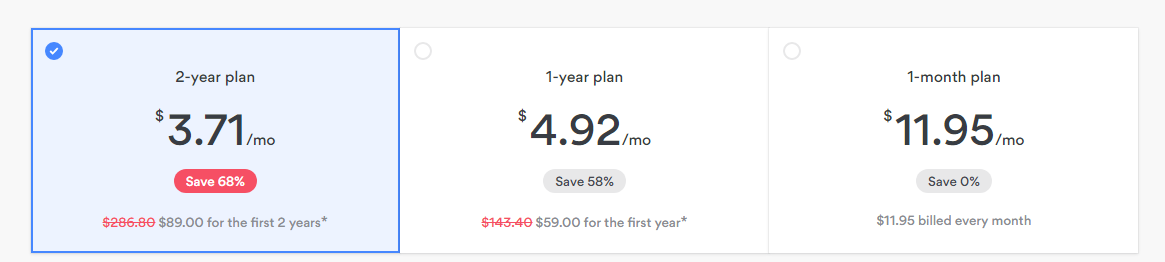 2-year plan
$3.71/mo
Save 68%
$286.80 $89.00 for the first 2 years*
1-year plan
$4.92/mo
Save 58%
$143.40 $59.00 for the first year*
1-month plan
$11.95/mo
Save 0%
$11.95 billed every month